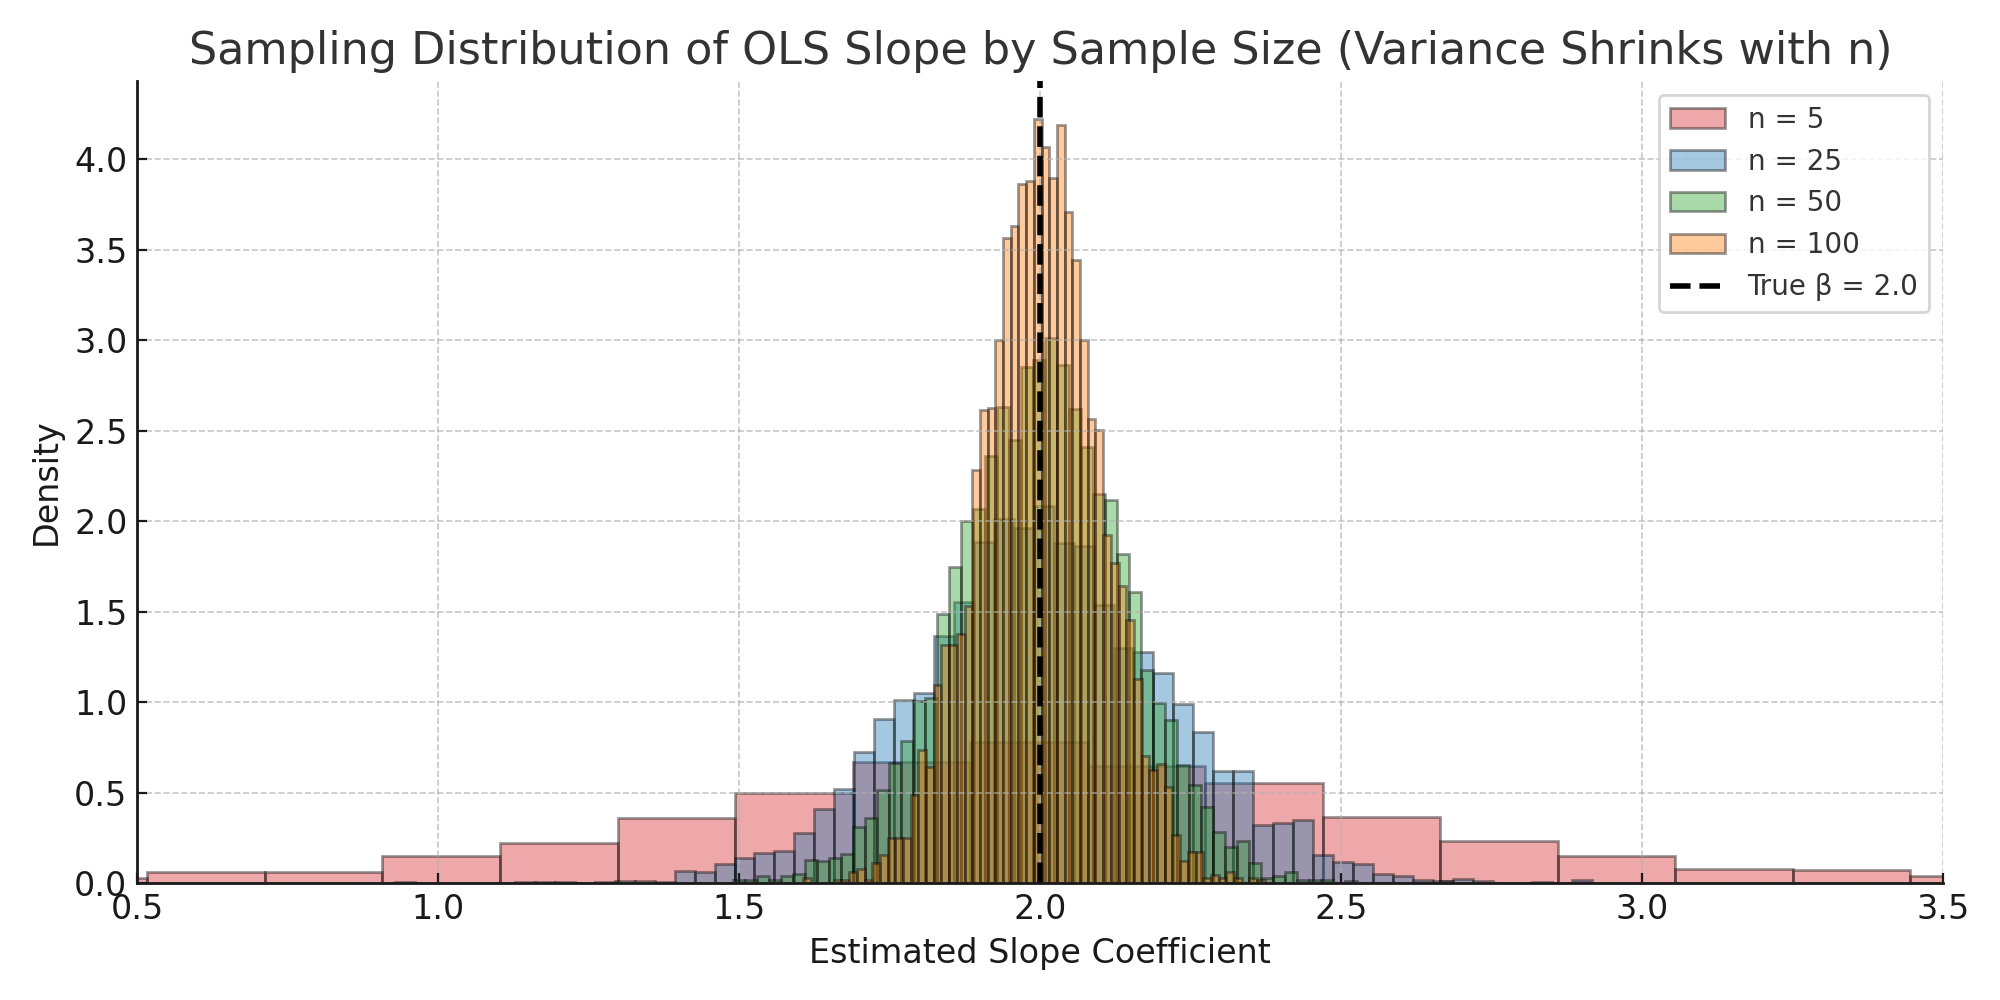 Sampling Distribution of OLS Slope by Sample Size (Variance Shrinks with n)
n = 5
n = 25
n = 50
n = 100
True β = 2.0
Density
4.0
3.5
3.0
2.5
2.0
1.5
1.0
0.5
0.0
0.5 1.0 1.5 2.0 2.5 3.0 3.5
Estimated Slope Coefficient